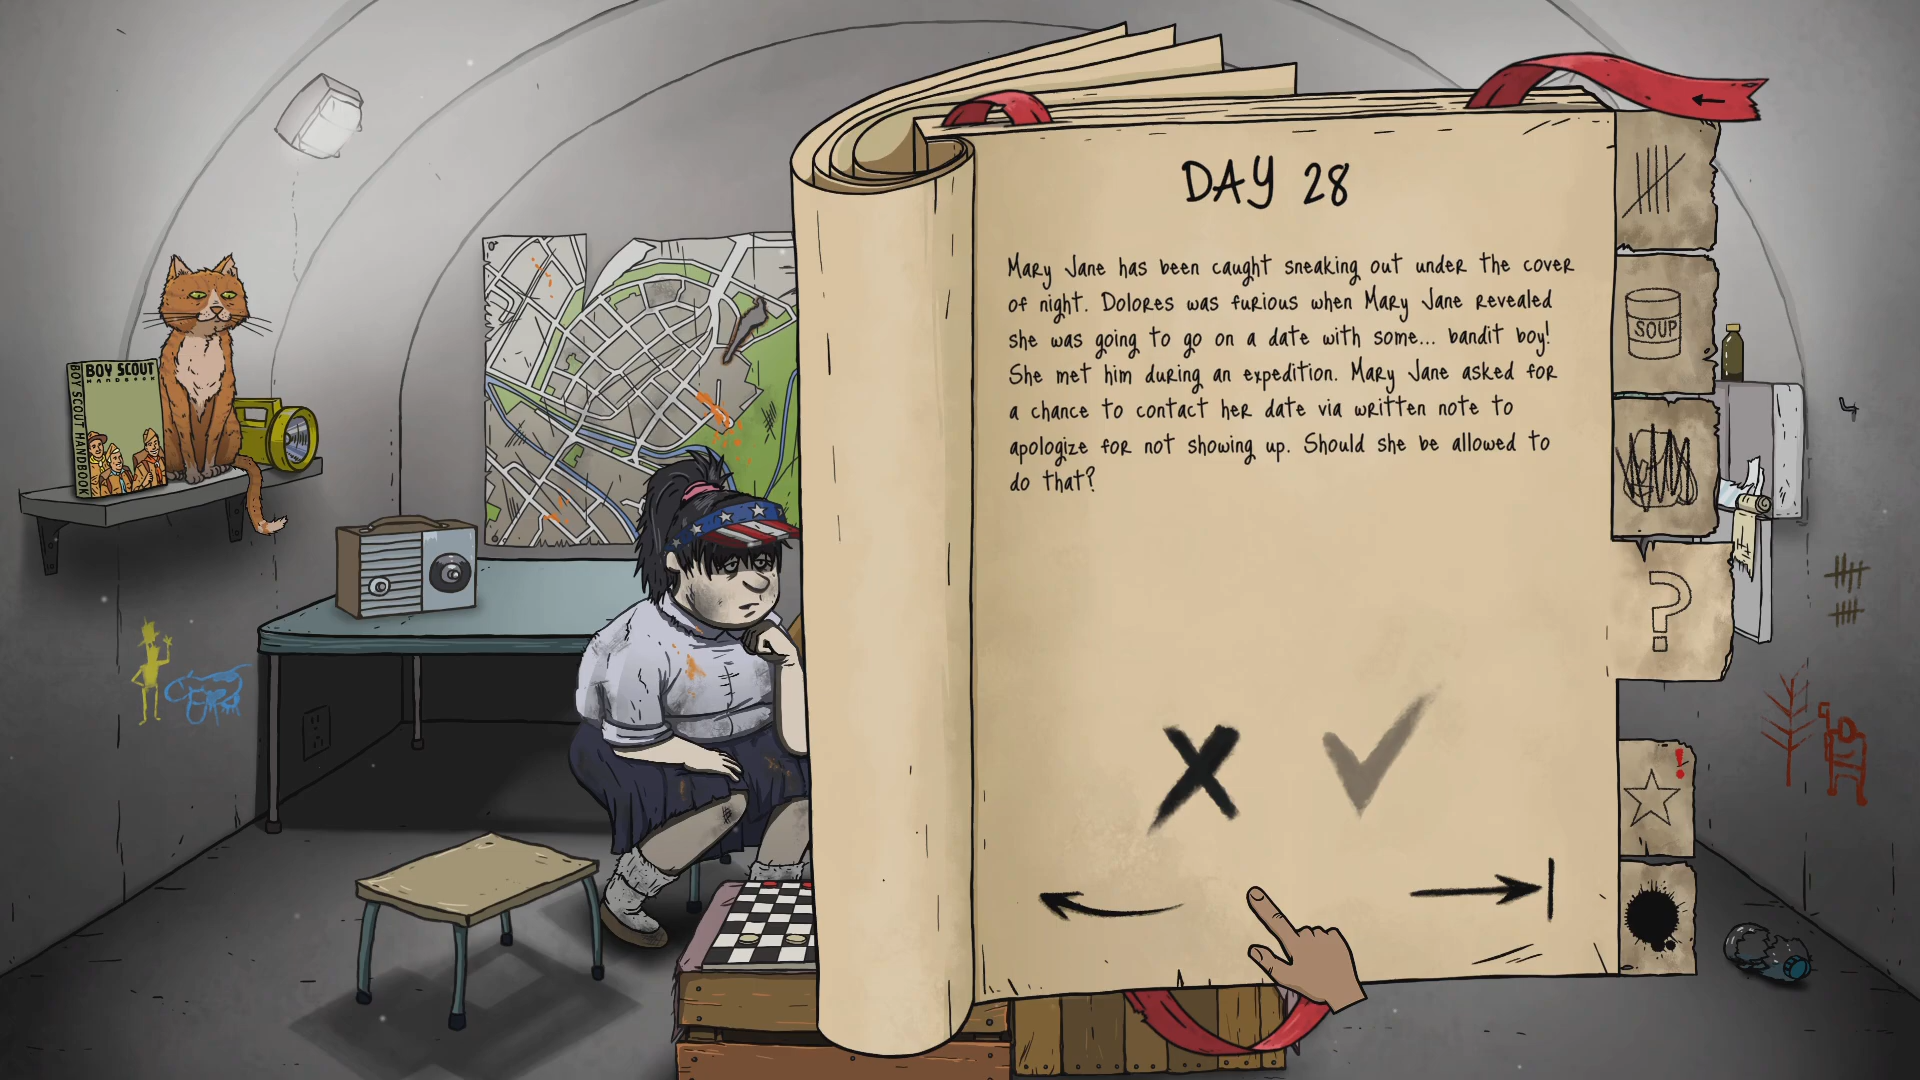 DAY 28
Mary Jane has been caught sneaking out under the cover
of night. Dolores was furious when Mary Jane revealed
she was going to go on a date with some... bandit boy!
She met him during an expedition. Mary Jane asked for
a chance to contact her date via written note to
apologize for not showing up. Should she be allowed to
do that?
BOY SCOUT
HANDBOOK
BOY SCOUT HANDBOOK
SOUP
?
!